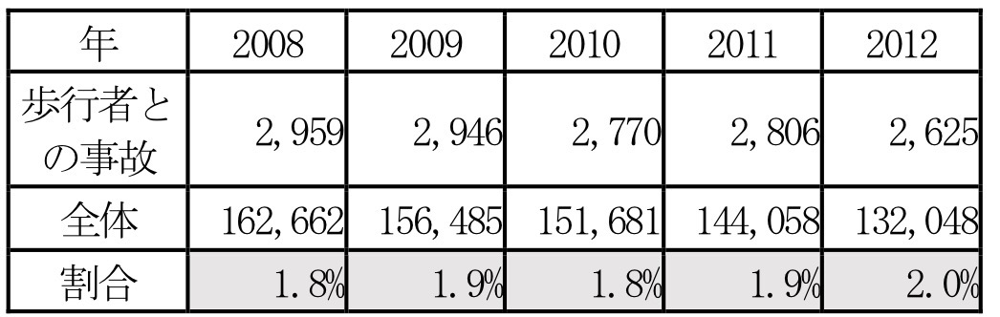 年 2008 2009 2010 2011 2012
歩行者と
の事故 2,959 2,946 2,770 2,806 2,625
全体 162,662 156,485 151,681 144,058 132,048
割合 1.8% 1.9% 1.8% 1.9% 2.0%